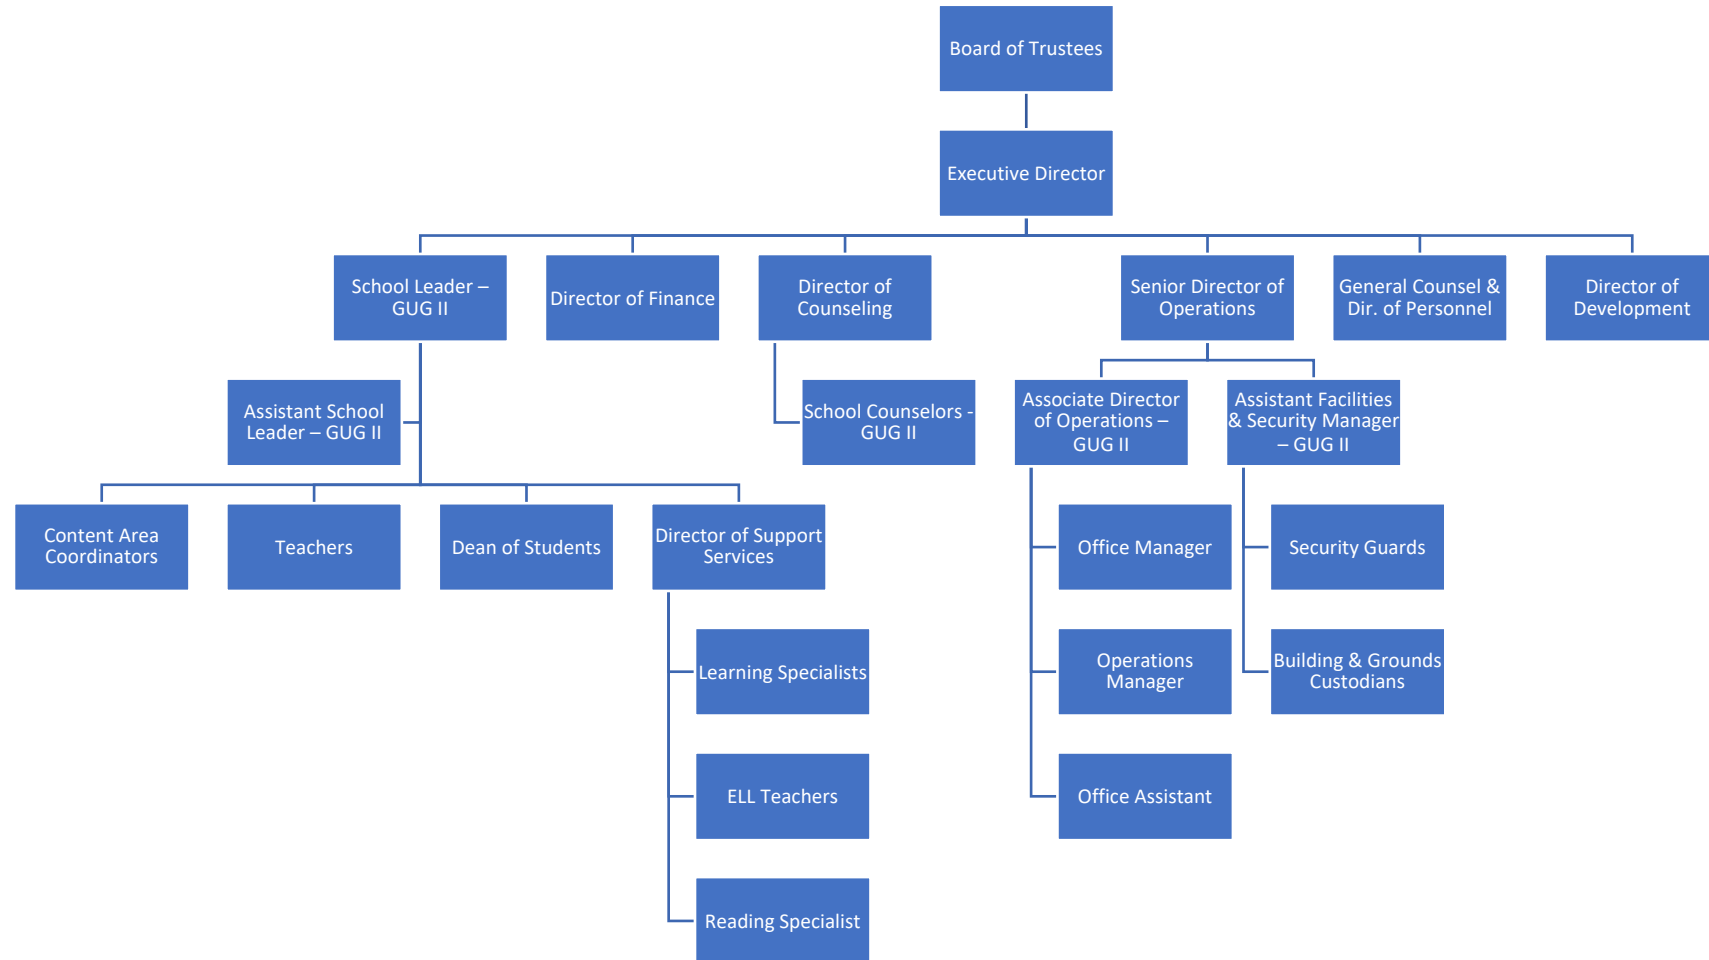 Board of Trustees
Executive Director
School Leader –
GUG II
Director of Finance
Director of
Counseling
Senior Director of
Operations
General Counsel &
Dir. of Personnel
Director of
Development
Assistant School
Leader – GUG II
School Counselors -
GUG II
Associate Director
of Operations –
GUG II
Assistant Facilities
& Security Manager
– GUG II
Content Area
Coordinators
Teachers
Dean of Students
Director of Support
Services
Office Manager
Security Guards
Learning Specialists
Operations
Manager
Building & Grounds
Custodians
ELL Teachers
Office Assistant
Reading Specialist